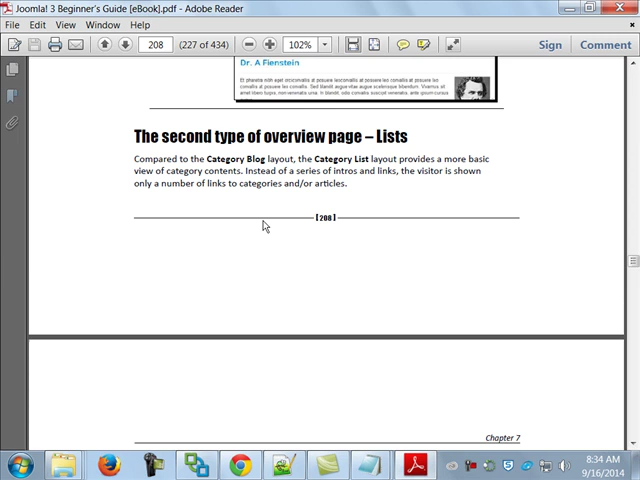 Joomla! 3 Beginner's Guide [eBook].pdf - Adobe Reader
File Edit View Window Help
208 (227 of 434) 102% Sign Comment
Dr. A Fienstein
The second type of overview page – Lists
Compared to the Category Blog layout, the Category List layout provides a more basic
view of category contents. Instead of a series of intros and links, the visitor is shown
only a number of links to categories and/or articles.
[ 208 ]
Chapter 7
8:34 AM
9/16/2014